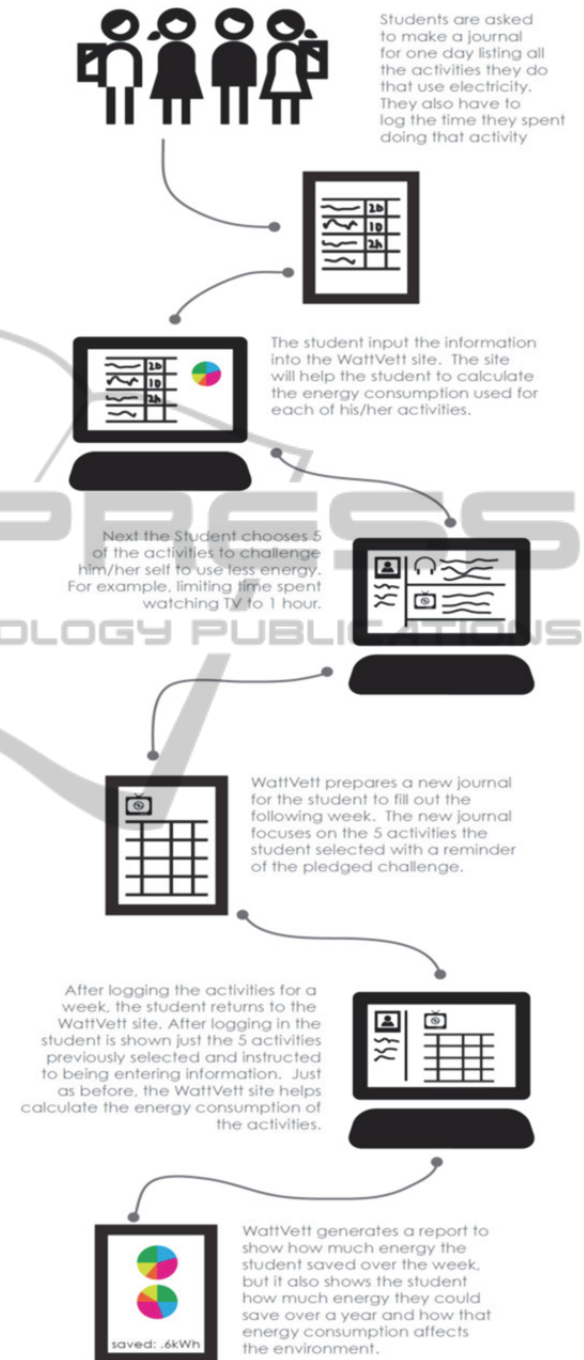 Students are asked
to make a journal
for one day listing all
the activities they do
that use electricity.
They also have to
log the time they spent
doing that activity
20
10
2h
The student input the information
into the WattVett site. The site
will help the student to calculate
the energy consumption used for
each of his/her activities.
20
10
2h
PRESS
Next the Student chooses 5
of the activities to challenge
him/her self to use less energy.
For example, limiting time spent
watching TV to 1 hour.
OLOGY PUBLICATIONS
WattVett prepares a new journal
for the student to fill out the
following week. The new journal
focuses on the 5 activities the
student selected with a reminder
of the pledged challenge.
After logging the activities for a
week, the student returns to the
WattVett site. After logging in the
student is shown just the 5 activities
previously selected and instructed
to being entering information. Just
as before, the WattVett site helps
calculate the energy consumption of
the activities.
WattVett generates a report to
show how much energy the
student saved over the week,
but it also shows the student
how much energy they could
save over a year and how that
energy consumption affects
the environment.
saved: .6kWh